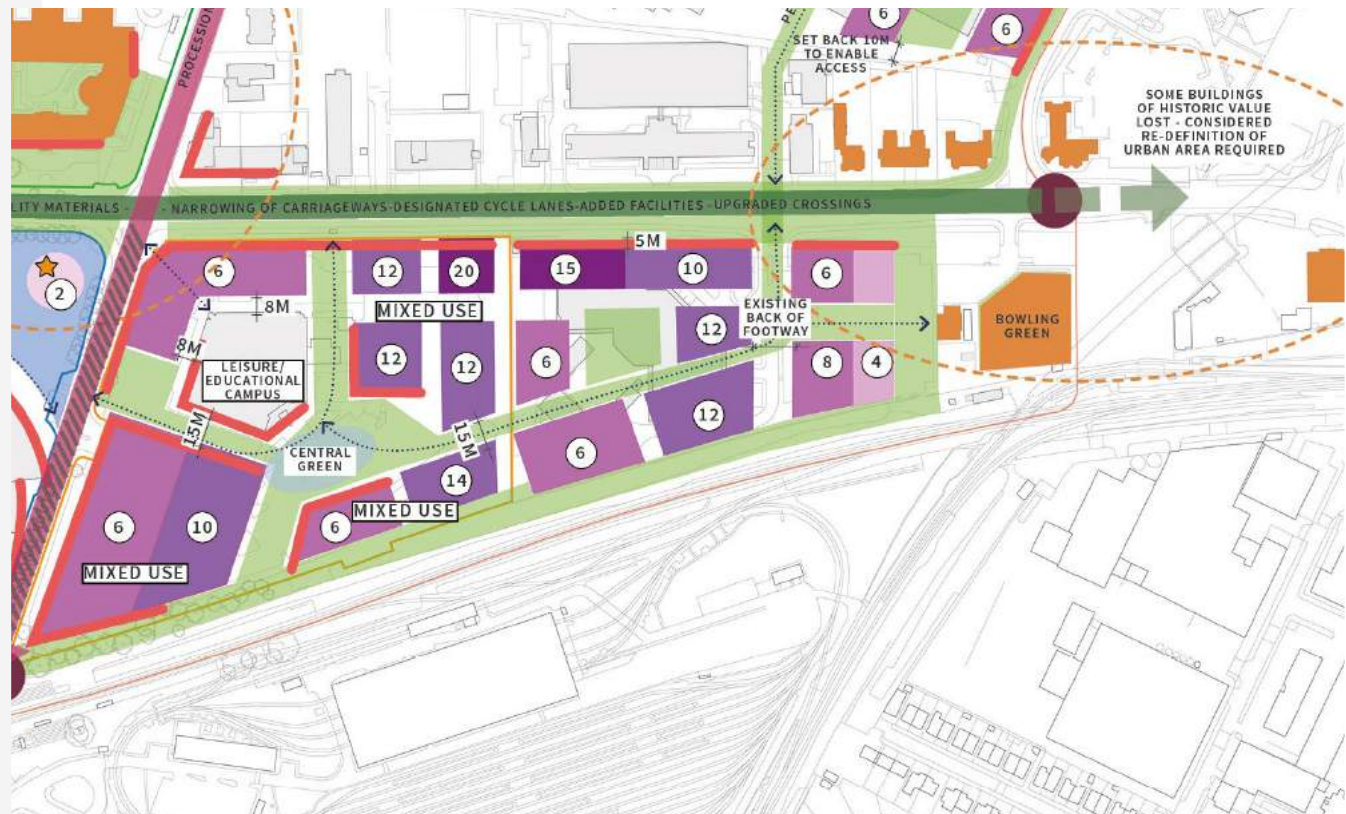 PROCESSION
PE
6
6
SET BACK 10M
TO ENABLE
ACCESS
SOME BUILDINGS
OF HISTORIC VALUE
LOST - CONSIDERED
RE-DEFINITION OF
URBAN AREA REQUIRED
LITY MATERIALS - - NARROWING OF CARRIAGEWAYS-DESIGNATED CYCLE LANES-ADDED FACILITIES -UPGRADED CROSSINGS
5M
2
6
12
20
15
10
6
8M
MIXED USE
EXISTING
BACK OF
FOOTWAY
BOWLING
GREEN
8M
LEISURE/
EDUCATIONAL
CAMPUS
12
12
6
12
8
4
15M
CENTRAL
GREEN
15M
12
6
14
6
MIXED USE
6
10
MIXED USE